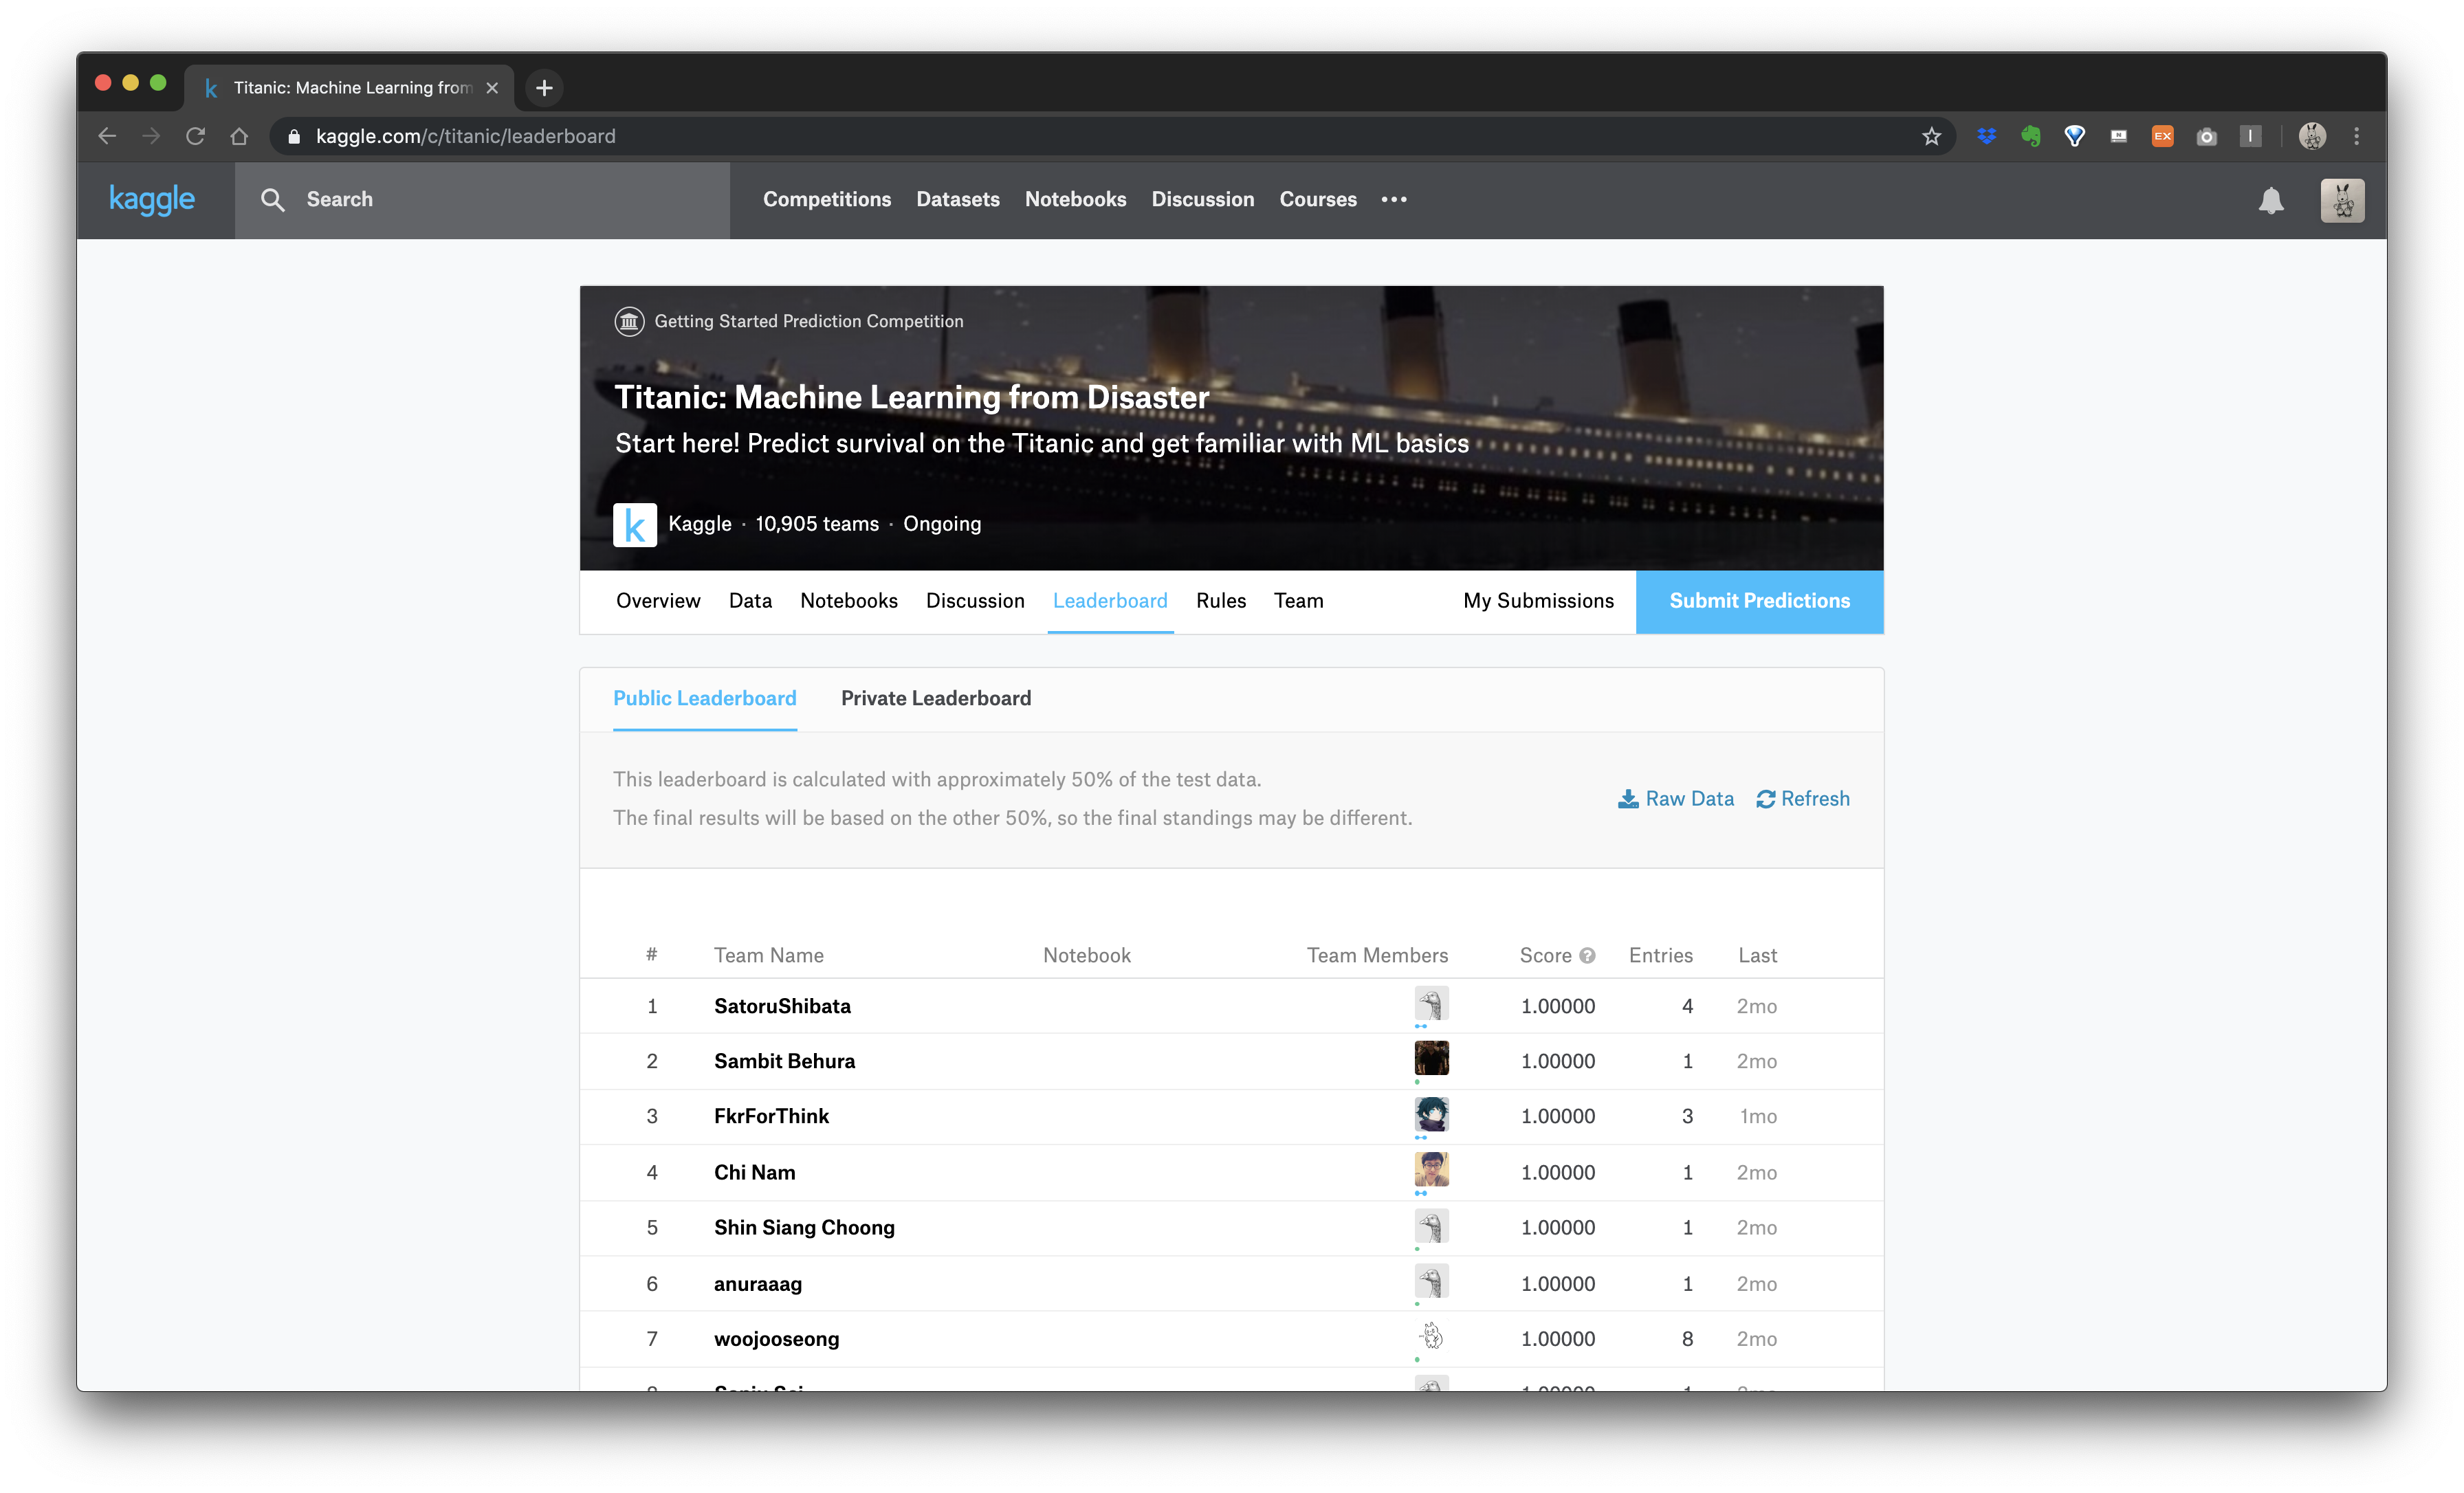 Titanic: Machine Learning from
kaggle.com/c/titanic/leaderboard
EX
kaggle
Search
Competitions Datasets Notebooks Discussion Courses
Getting Started Prediction Competition
Titanic: Machine Learning from Disaster
Start here! Predict survival on the Titanic and get familiar with ML basics
k Kaggle · 10,905 teams · Ongoing
Overview Data Notebooks Discussion Leaderboard Rules Team My Submissions Submit Predictions
Public Leaderboard Private Leaderboard
This leaderboard is calculated with approximately 50% of the test data.
The final results will be based on the other 50%, so the final standings may be different.
Raw Data Refresh
# Team Name Notebook Team Members Score Entries Last
1 SatoruShibata 1.00000 4 2mo
2 Sambit Behura 1.00000 1 2mo
3 FkrForThink 1.00000 3 1mo
4 Chi Nam 1.00000 1 2mo
5 Shin Siang Choong 1.00000 1 2mo
6 anuraaag 1.00000 1 2mo
7 woojooseong 1.00000 8 2mo